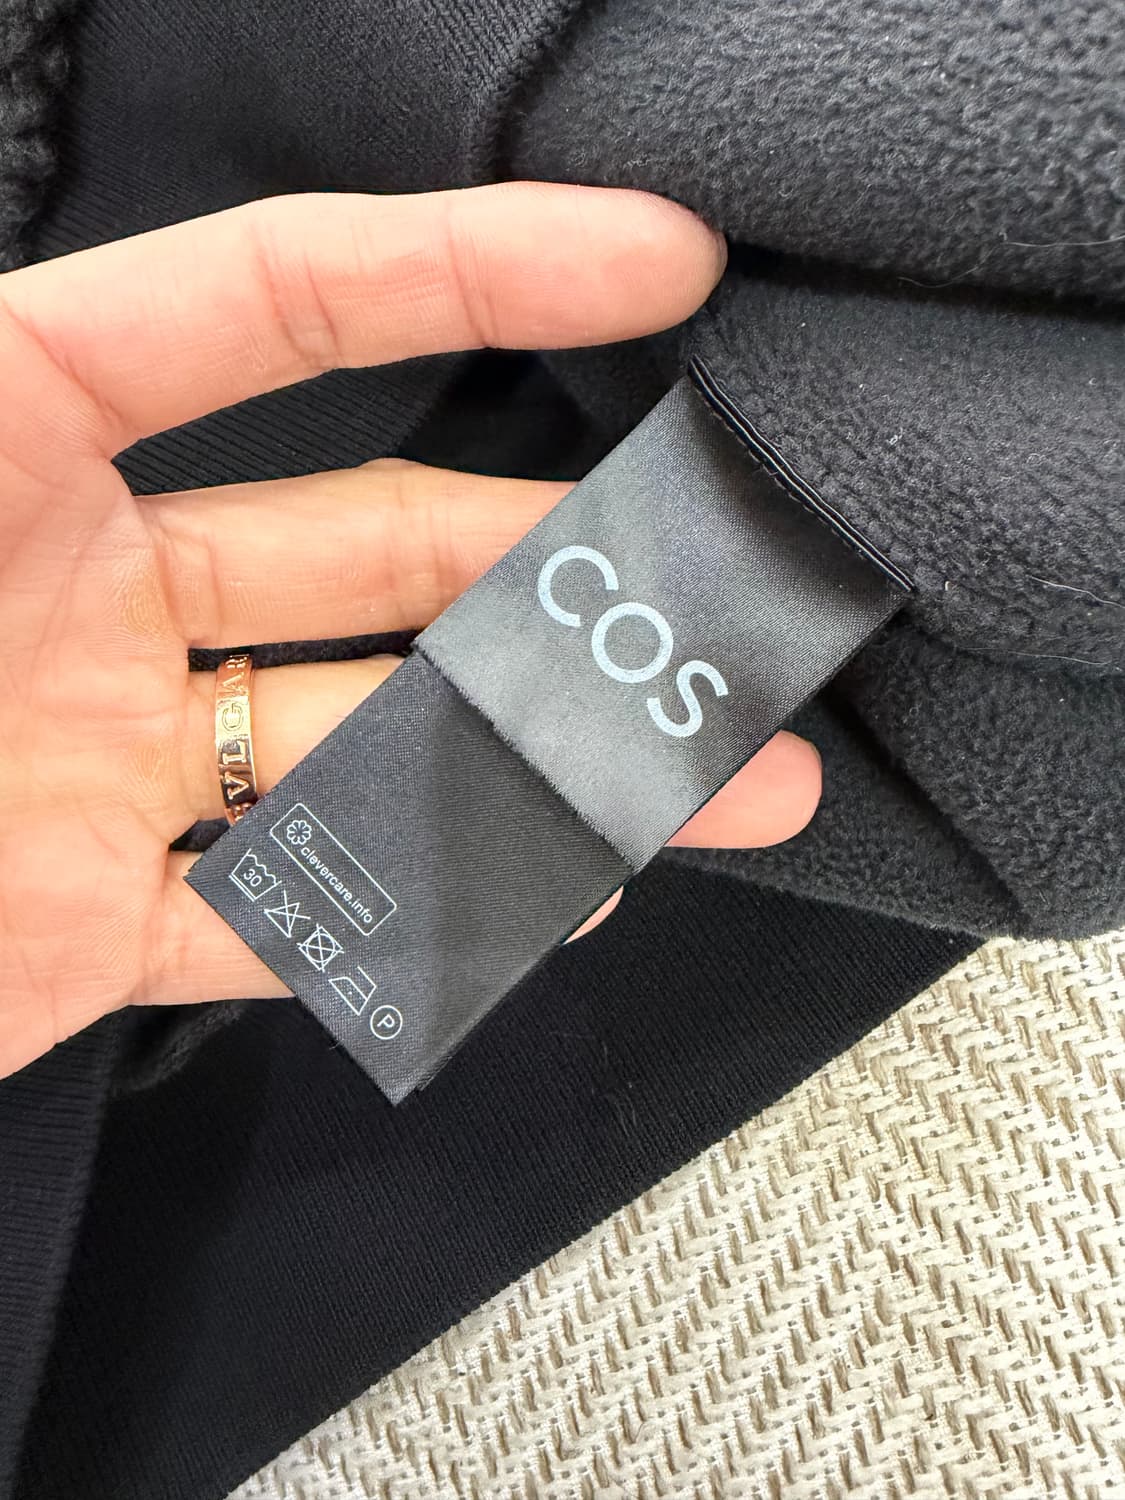 COS
BVLGARI
clevercare.info
30
P